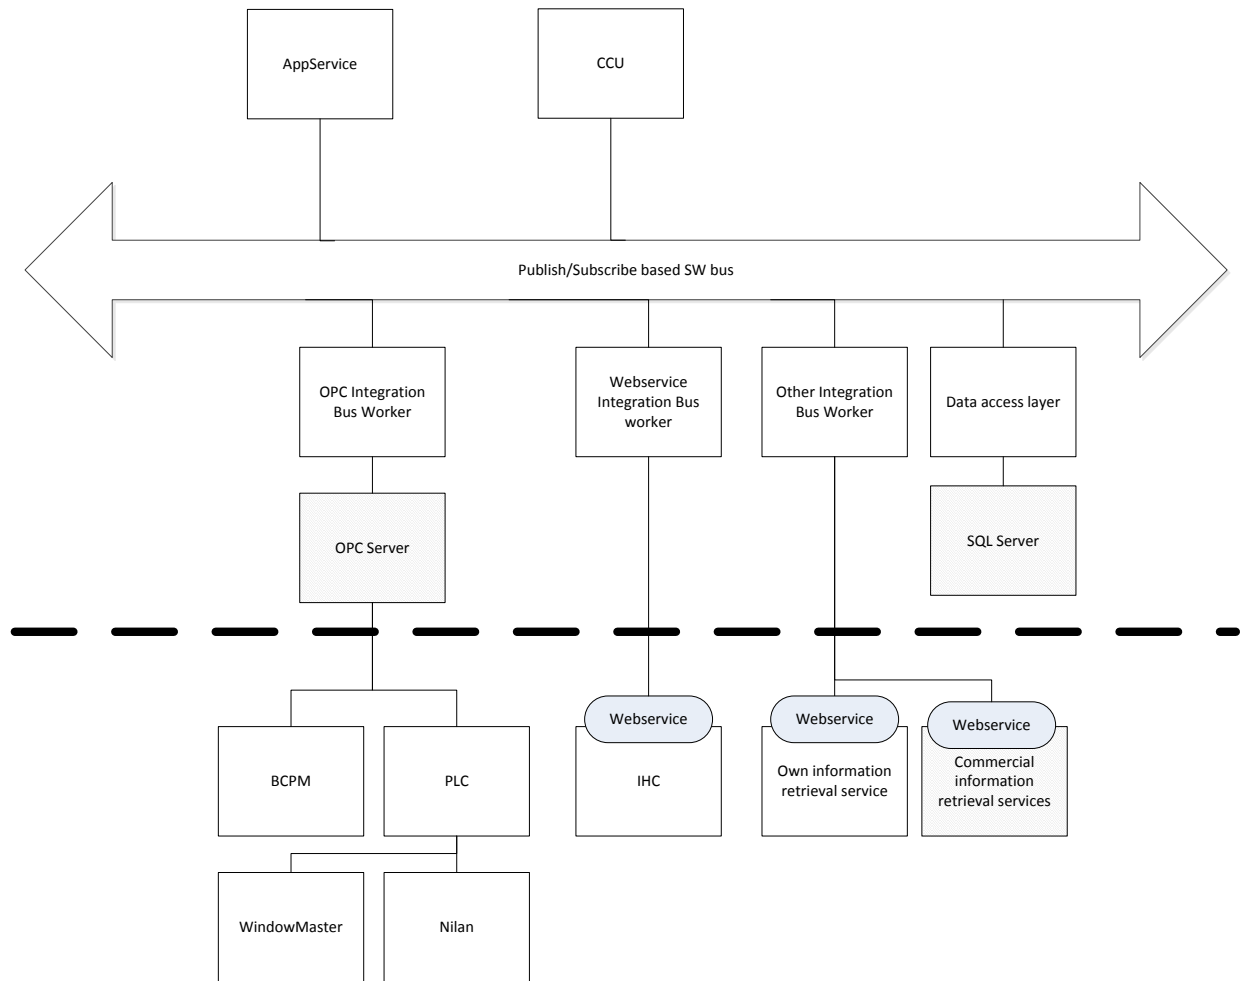 AppService
CCU
Publish/Subscribe based SW bus
OPC Integration
Bus Worker
Webservice
Integration Bus
worker
Other Integration
Bus Worker
Data access layer
OPC Server
SQL Server
Webservice
Webservice
Webservice
BCPM
PLC
IHC
Own information
retrieval service
Commercial
information
retrieval services
WindowMaster
Nilan